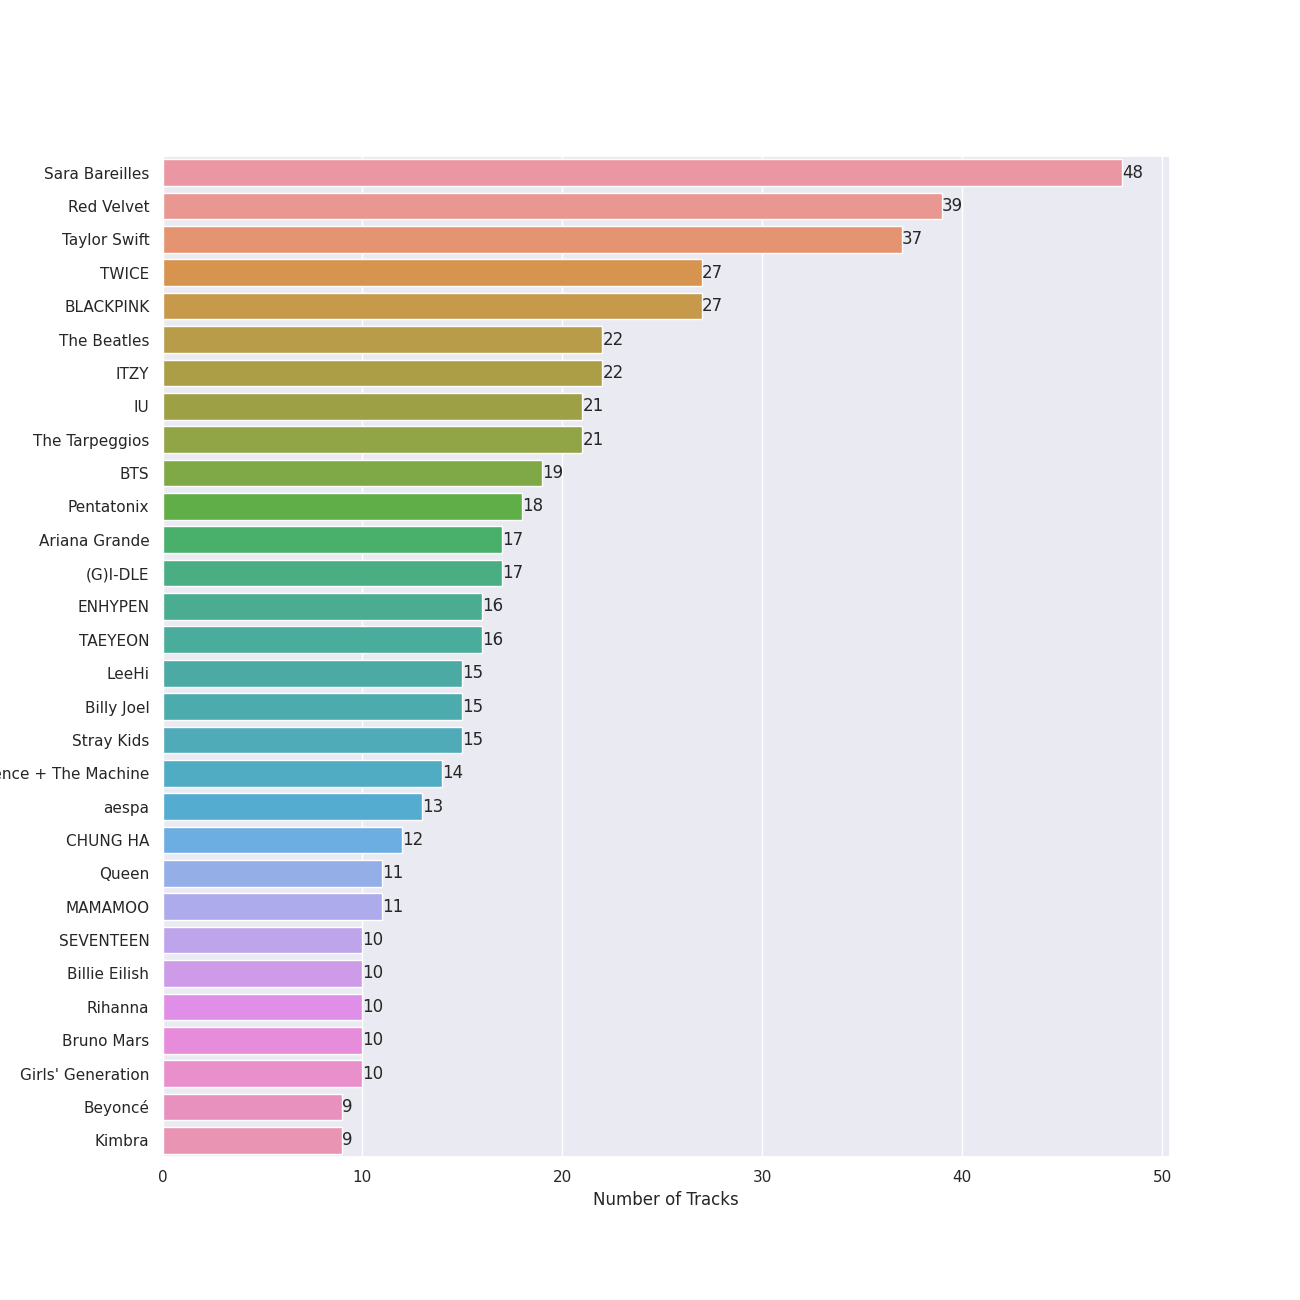 Sara Bareilles 48
Red Velvet 39
Taylor Swift 37
TWICE 27
BLACKPINK 27
The Beatles 22
ITZY 22
IU 21
The Tarpeggios 21
BTS 19
Pentatonix 18
Ariana Grande 17
(G)I-DLE 17
ENHYPEN 16
TAEYEON 16
LeeHi 15
Billy Joel 15
Stray Kids 15
ence + The Machine 14
aespa 13
CHUNG HA 12
Queen 11
MAMAMOO 11
SEVENTEEN 10
Billie Eilish 10
Rihanna 10
Bruno Mars 10
Girls' Generation 10
Beyoncé 9
Kimbra 9
0 10 20 30 40 50
Number of Tracks